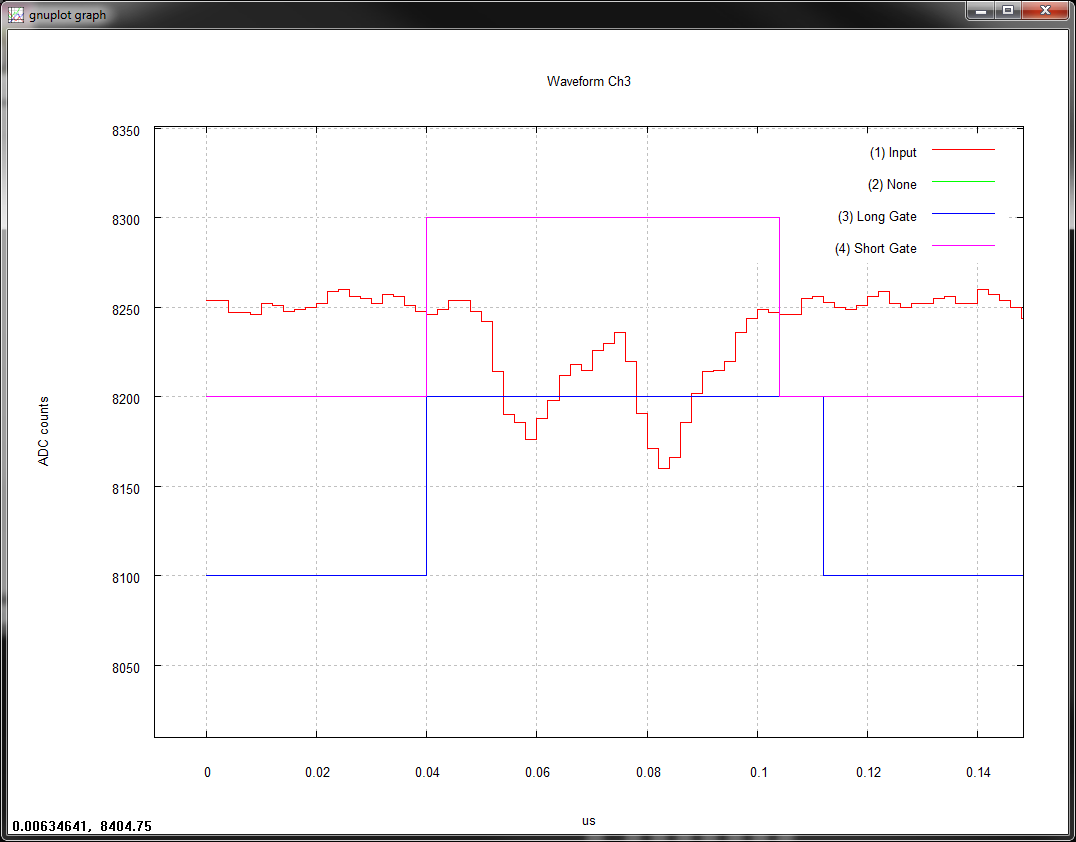 gnuplot graph
Waveform Ch3
8350
8300
8250
8200
8150
8100
8050
(1) Input
(2) None
(3) Long Gate
(4) Short Gate
ADC counts
0 0.02 0.04 0.06 0.08 0.1 0.12 0.14
us
0.00634641, 8404.75